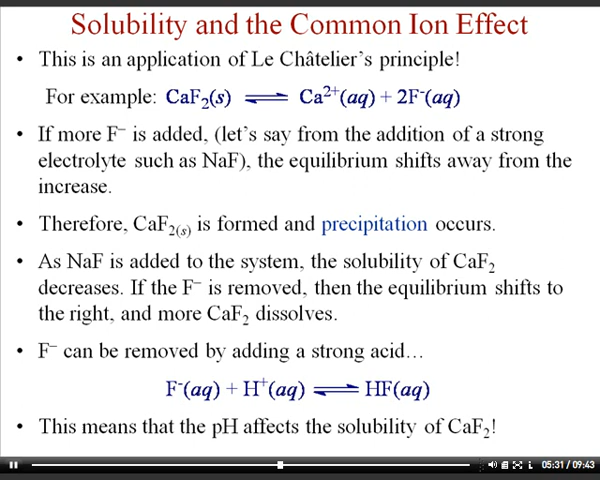 Solubility and the Common Ion Effect
• This is an application of Le Châtelier's principle!
For example: CaF₂(s) ⇌ Ca²⁺(aq) + 2F⁻(aq)
• If more F⁻ is added, (let's say from the addition of a strong
electrolyte such as NaF), the equilibrium shifts away from the
increase.
• Therefore, CaF₂₍ₛ₎ is formed and precipitation occurs.
• As NaF is added to the system, the solubility of CaF₂
decreases. If the F⁻ is removed, then the equilibrium shifts to
the right, and more CaF₂ dissolves.
• F⁻ can be removed by adding a strong acid…
F⁻(aq) + H⁺(aq) ⇌ HF(aq)
• This means that the pH affects the solubility of CaF₂!
05:31 / 09:43